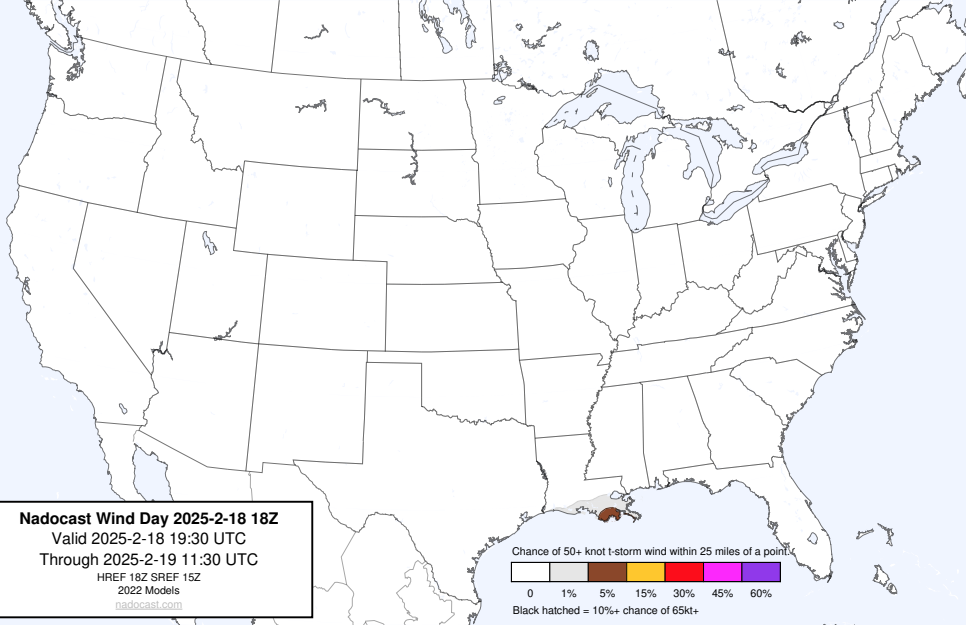 Nadocast Wind Day 2025-2-18 18Z
Valid 2025-2-18 19:30 UTC
Through 2025-2-19 11:30 UTC
HREF 18Z SREF 15Z
2022 Models
nadocast.com
Chance of 50+ knot t-storm wind within 25 miles of a point.
0 1% 5% 15% 30% 45% 60%
Black hatched = 10%+ chance of 65kt+